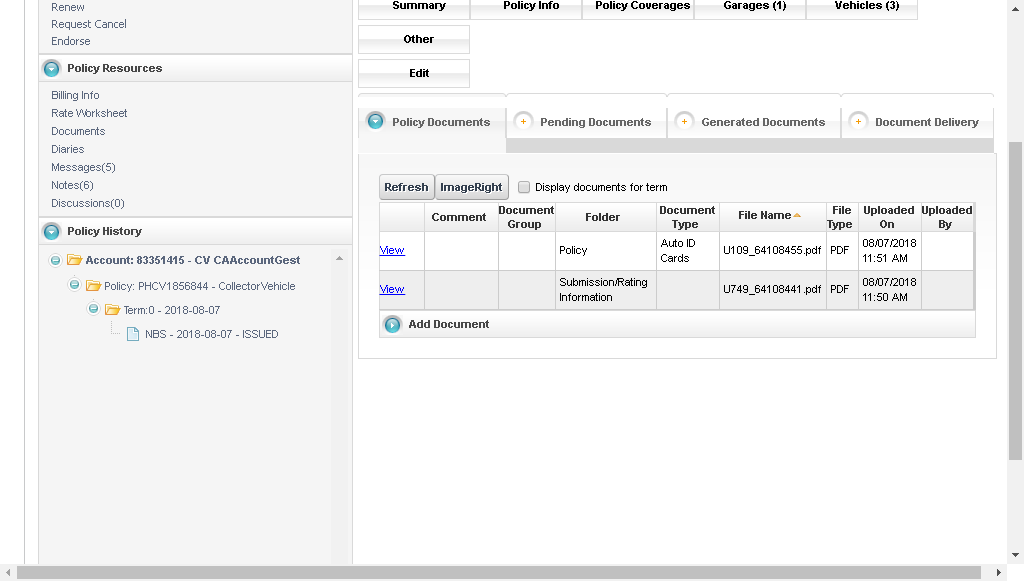 Renew
Request Cancel
Endorse
Policy Resources
Billing Info
Rate Worksheet
Documents
Diaries
Messages(5)
Notes(6)
Discussions(0)
Policy History
Account: 83351415 - CV CAAccountGest
Policy: PHCV1856844 - CollectorVehicle
Term:0 - 2018-08-07
NBS - 2018-08-07 - ISSUED
Summary Policy Info Policy Coverages Garages (1) Vehicles (3)
Other
Edit
Policy Documents Pending Documents Generated Documents Document Delivery
Refresh ImageRight Display documents for term
Comment Document Group Folder Document Type File Name File Type Uploaded On Uploaded By
View Policy Auto ID Cards U109_64108455.pdf PDF 08/07/2018 11:51 AM
View Submission/Rating Information U749_64108441.pdf PDF 08/07/2018 11:50 AM
Add Document